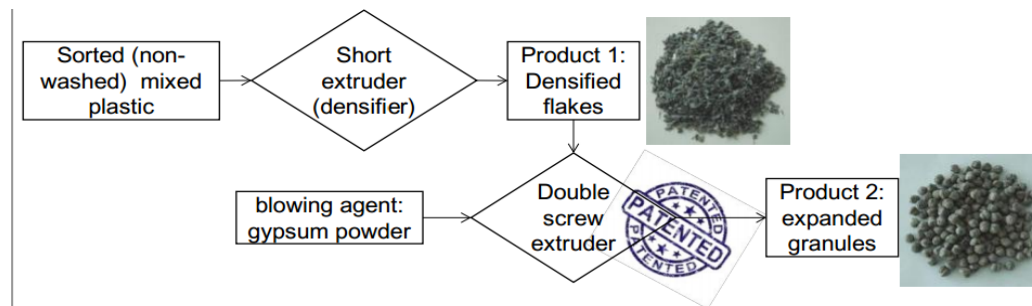 Sorted (non-
washed) mixed
plastic
Short
extruder
(densifier)
Product 1:
Densified
flakes
blowing agent:
gypsum powder
Double
screw
extruder
PATENTED
PATENTED
PATENTED
Product 2:
expanded
granules